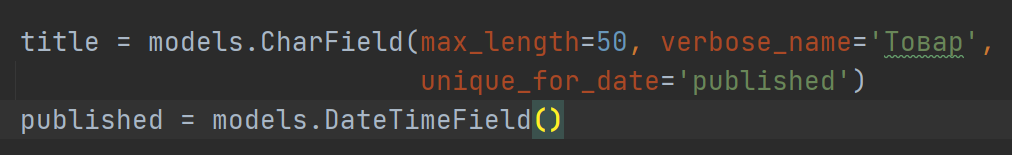 title = models.CharField(max_length=50, verbose_name='Товар',
unique_for_date='published')
published = models.DateTimeField()